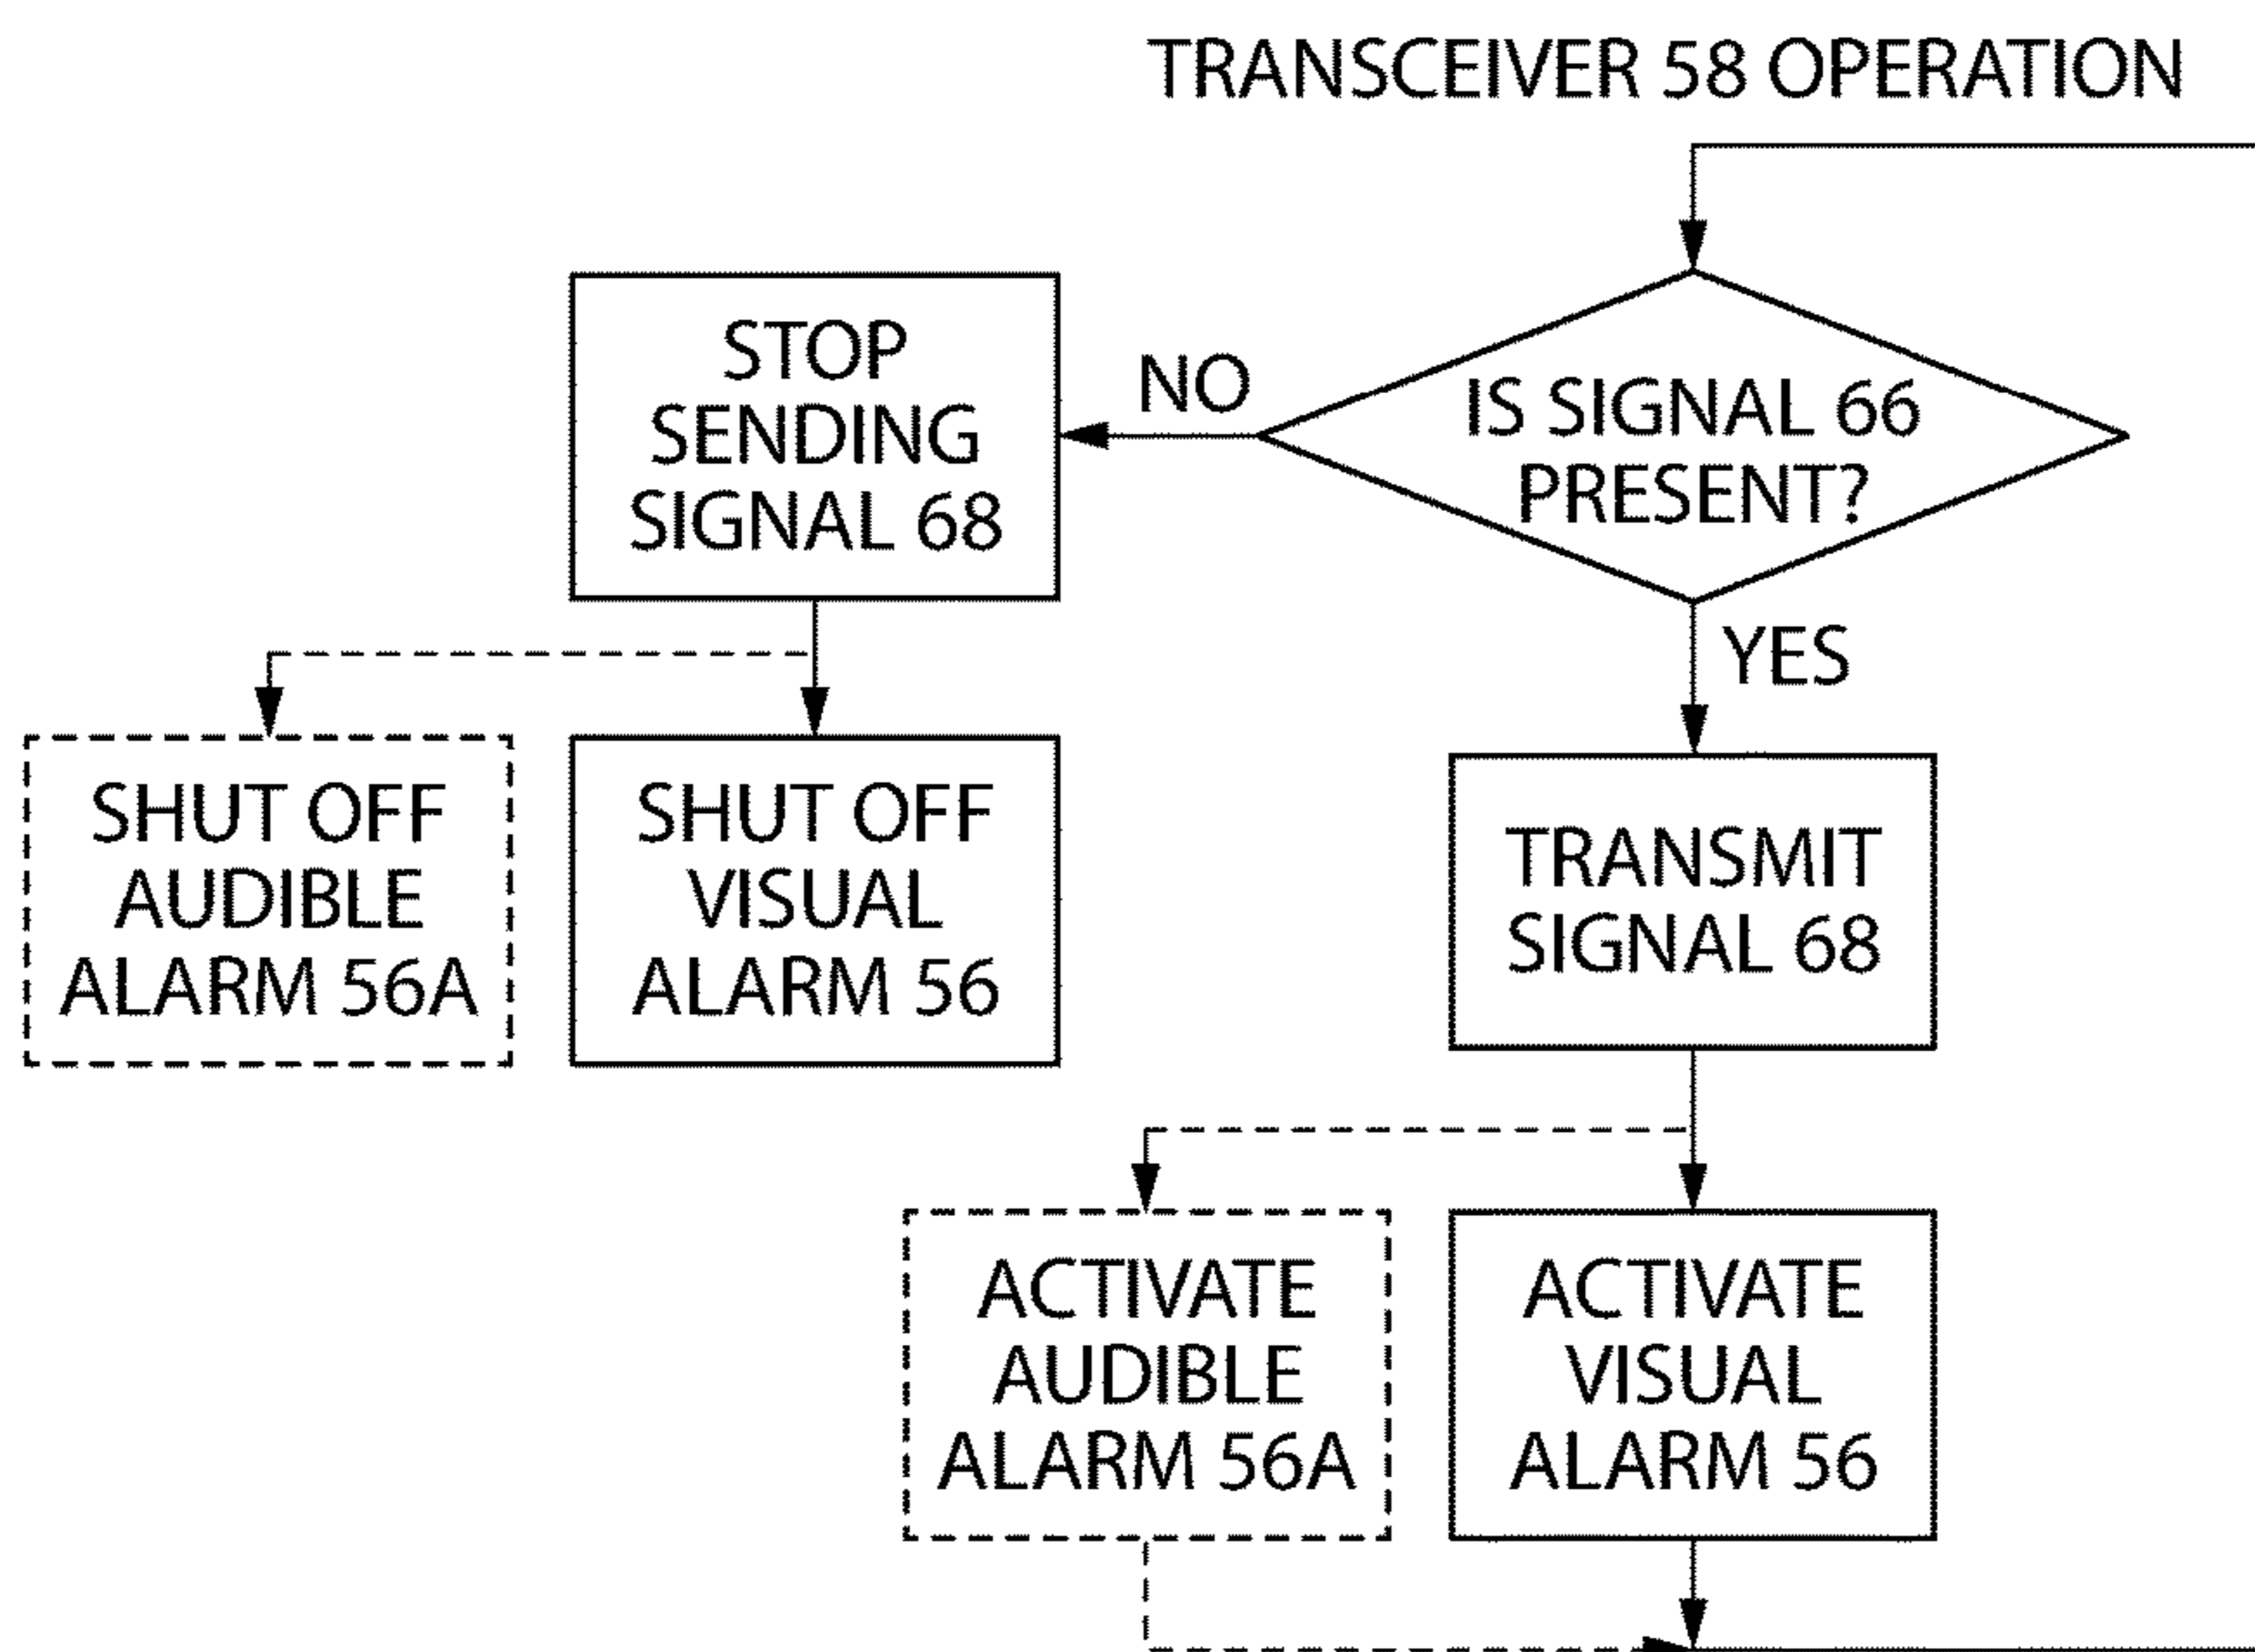 TRANSCEIVER 58 OPERATION
STOP
SENDING
SIGNAL 68
NO
IS SIGNAL 66
PRESENT?
YES
SHUT OFF
AUDIBLE
ALARM 56A
SHUT OFF
VISUAL
ALARM 56
TRANSMIT
SIGNAL 68
ACTIVATE
AUDIBLE
ALARM 56A
ACTIVATE
VISUAL
ALARM 56